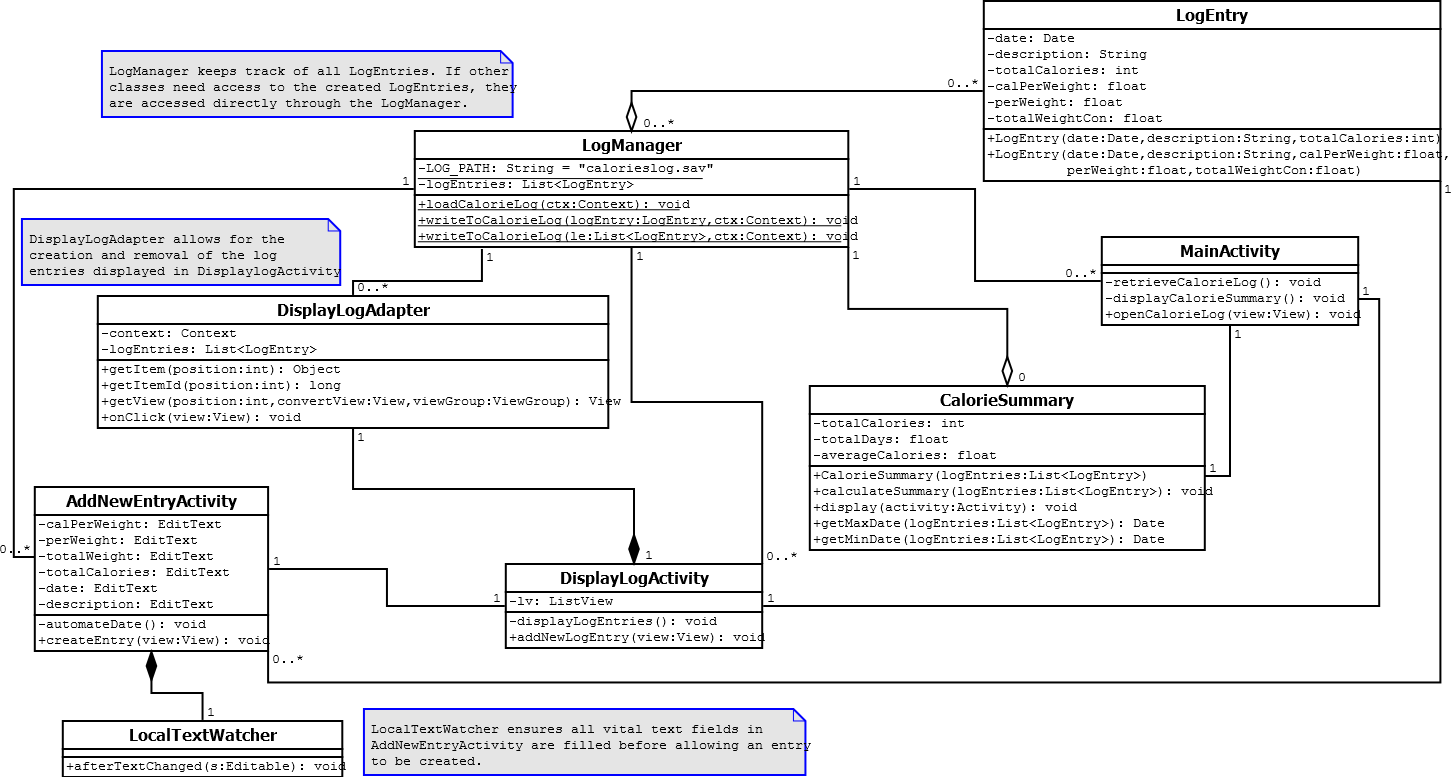 LogEntry
-date: Date
-description: String
-totalCalories: int
-calPerWeight: float
-perWeight: float
-totalWeightCon: float
+LogEntry(date:Date,description:String,totalCalories:int)
+LogEntry(date:Date,description:String,calPerWeight:float,
perWeight:float,totalWeightCon:float)
1
LogManager keeps track of all LogEntries. If other
classes need access to the created LogEntries, they
are accessed directly through the LogManager.
0..*
0..*
LogManager
-LOG_PATH: String = "calorieslog.sav"
-logEntries: List<LogEntry>
+loadCalorieLog(ctx:Context): void
+writeToCalorieLog(logEntry:LogEntry,ctx:Context): void
+writeToCalorieLog(le:List<LogEntry>,ctx:Context): void
1
1
1
1
1
DisplayLogAdapter allows for the
creation and removal of the log
entries displayed in DisplaylogActivity
0..*
MainActivity
-retrieveCalorieLog(): void
-displayCalorieSummary(): void
+openCalorieLog(view:View): void
0..*
1
1
DisplayLogAdapter
-context: Context
-logEntries: List<LogEntry>
+getItem(position:int): Object
+getItemId(position:int): long
+getView(position:int,convertView:View,viewGroup:ViewGroup): View
+onClick(view:View): void
1
0
CalorieSummary
-totalCalories: int
-totalDays: float
-averageCalories: float
+CalorieSummary(logEntries:List<LogEntry>)
+calculateSummary(logEntries:List<LogEntry>): void
+display(activity:Activity): void
+getMaxDate(logEntries:List<LogEntry>): Date
+getMinDate(logEntries:List<LogEntry>): Date
1
AddNewEntryActivity
-calPerWeight: EditText
-perWeight: EditText
-totalWeight: EditText
-totalCalories: EditText
-date: EditText
-description: EditText
-automateDate(): void
+createEntry(view:View): void
0..*
1
0..*
1
0..*
DisplayLogActivity
-lv: ListView
-displayLogEntries(): void
+addNewLogEntry(view:View): void
1
1
1
LocalTextWatcher
+afterTextChanged(s:Editable): void
LocalTextWatcher ensures all vital text fields in
AddNewEntryActivity are filled before allowing an entry
to be created.